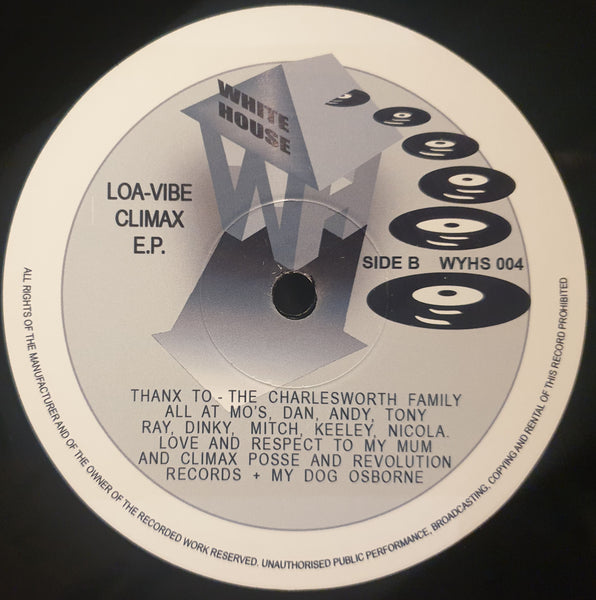 WHITE
HOUSE
LOA-VIBE
CLIMAX
E.P.
SIDE B WYHS 004
THANX TO - THE CHARLESWORTH FAMILY
ALL AT MO'S, DAN, ANDY, TONY
RAY, DINKY, MITCH, KEELEY, NICOLA.
LOVE AND RESPECT TO MY MUM
AND CLIMAX POSSE AND REVOLUTION
RECORDS + MY DOG OSBORNE
ALL RIGHTS OF THE MANUFACTURER AND OF THE OWNER OF THE RECORDED WORK RESERVED. UNAUTHORISED PUBLIC PERFORMANCE, BROADCASTING, COPYING AND RENTAL OF THIS RECORD PROHIBITED